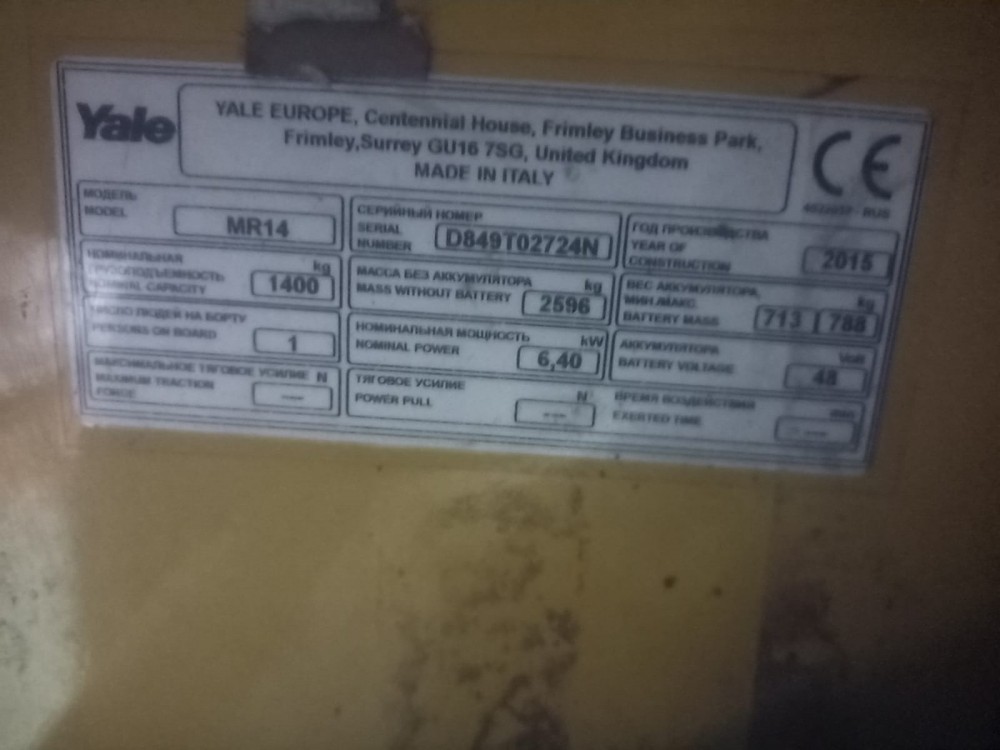 Yale
YALE EUROPE, Centennial House, Frimley Business Park,
Frimley,Surrey GU16 7SG, United Kingdom
MADE IN ITALY
CE
МОДЕЛЬ
MODEL
MR14
СЕРИЙНЫЙ НОМЕР
SERIAL
NUMBER
D849T02724N
ГОД ПРОИЗВОДСТВА
YEAR OF
CONSTRUCTION
2015
НОМИНАЛЬНАЯ
ГРУЗОПОДЪЕМНОСТЬ
NOMINAL CAPACITY
kg
1400
МАССА БЕЗ АККУМУЛЯТОРА
MASS WITHOUT BATTERY
kg
2596
ВЕС АККУМУЛЯТОРА,
МИН./МАКС.
BATTERY MASS
kg
713 788
ЧИСЛО ЛЮДЕЙ НА БОРТУ
PERSONS ON BOARD
1
НОМИНАЛЬНАЯ МОЩНОСТЬ
NOMINAL POWER
kW
6,40
АККУМУЛЯТОРА
BATTERY VOLTAGE
Volt
48
МАКСИМАЛЬНОЕ ТЯГОВОЕ УСИЛИЕ N
MAXIMUM TRACTION
FORCE
---
ТЯГОВОЕ УСИЛИЕ
POWER PULL
N
---
ВРЕМЯ ВОЗДЕЙСТВИЯ
EXERTED TIME
---